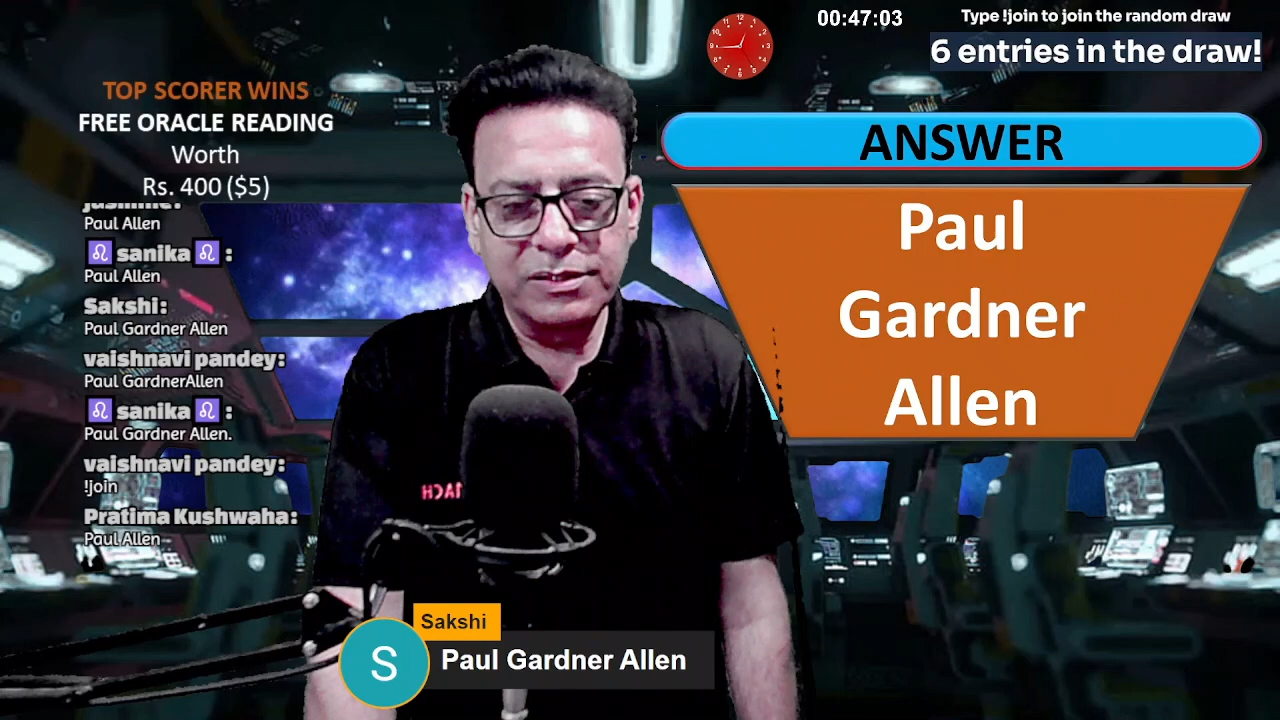 00:47:03
Type !join to join the random draw
6 entries in the draw!
TOP SCORER WINS
FREE ORACLE READING
Worth
Rs. 400 ($5)
Paul Allen
♌ sanika ♌ :
Paul Allen
Sakshi:
Paul Gardner Allen
vaishnavi pandey:
Paul GardnerAllen
♌ sanika ♌ :
Paul Gardner Allen.
vaishnavi pandey:
!join
Pratima Kushwaha:
Paul Allen
ANSWER
Paul
Gardner
Allen
Sakshi
S
Paul Gardner Allen